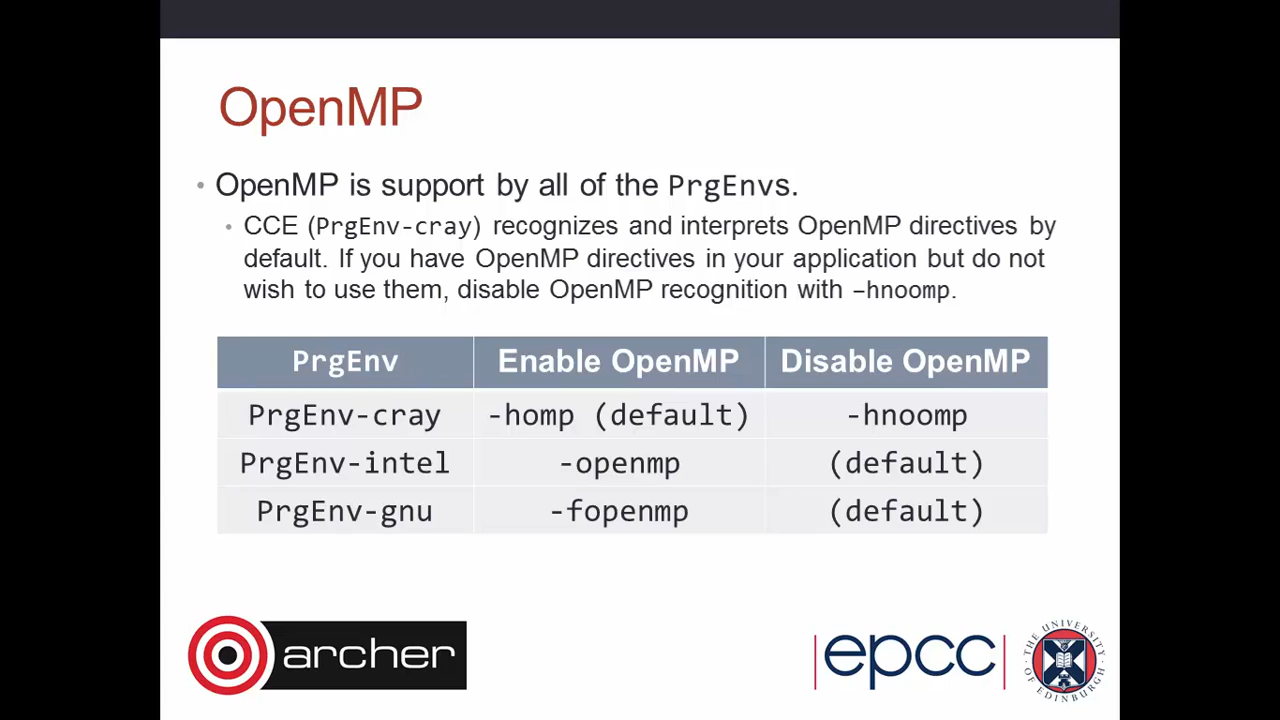 OpenMP
• OpenMP is support by all of the PrgEnvs.
• CCE (PrgEnv-cray) recognizes and interprets OpenMP directives by
default. If you have OpenMP directives in your application but do not
wish to use them, disable OpenMP recognition with –hnoomp.
PrgEnv Enable OpenMP Disable OpenMP
PrgEnv-cray -homp (default) -hnoomp
PrgEnv-intel -openmp (default)
PrgEnv-gnu -fopenmp (default)
archer
epcc
THE UNIVERSITY OF EDINBURGH